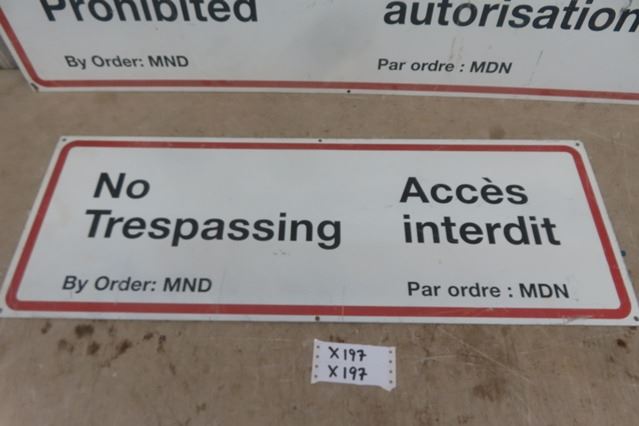 Prohibited
autorisation
By Order: MND
Par ordre : MDN
No
Trespassing
By Order: MND
Accès
interdit
Par ordre : MDN
X197
X197